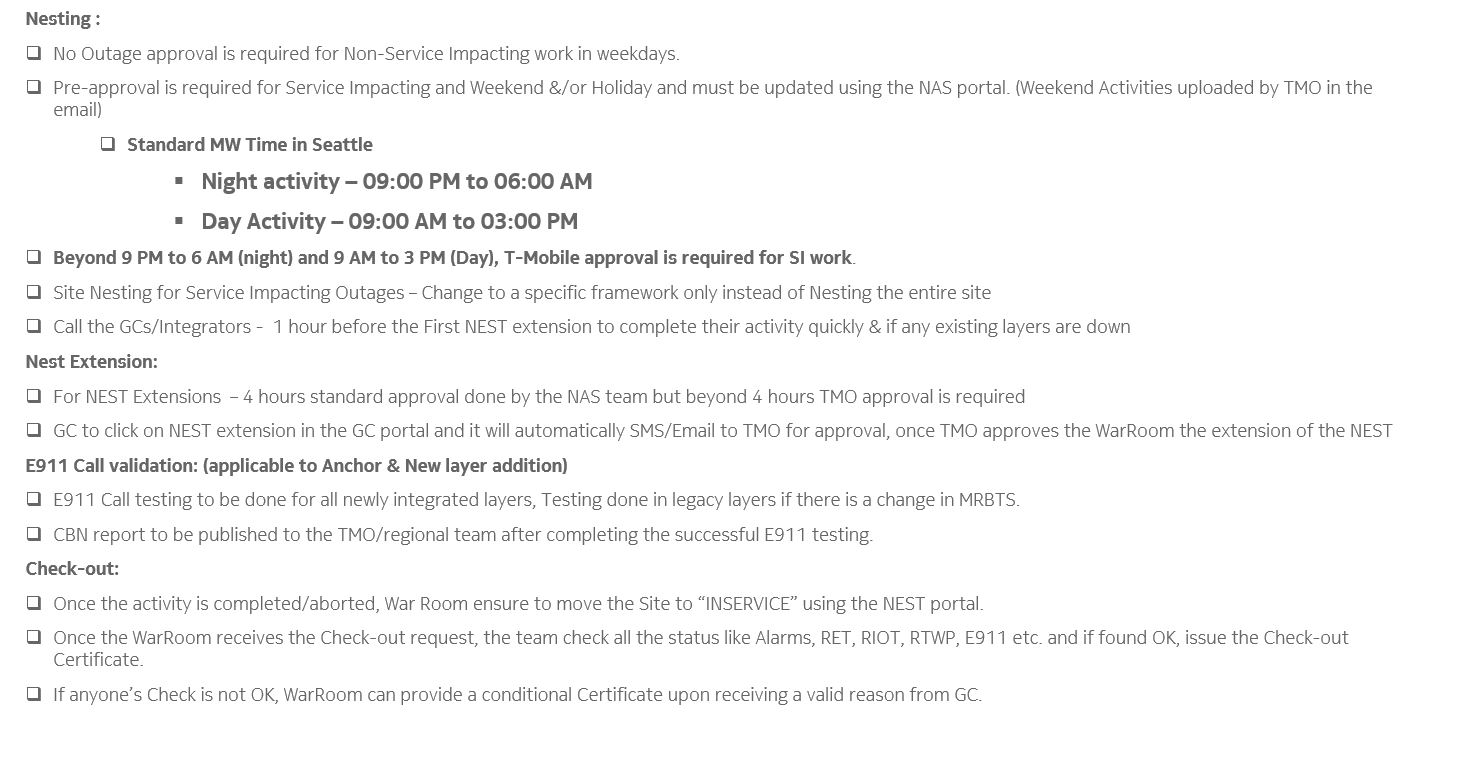 Nesting :
❑ No Outage approval is required for Non-Service Impacting work in weekdays.
❑ Pre-approval is required for Service Impacting and Weekend &/or Holiday and must be updated using the NAS portal. (Weekend Activities uploaded by TMO in the
email)
❑ Standard MW Time in Seattle
▪ Night activity – 09:00 PM to 06:00 AM
▪ Day Activity – 09:00 AM to 03:00 PM
❑ Beyond 9 PM to 6 AM (night) and 9 AM to 3 PM (Day), T-Mobile approval is required for SI work.
❑ Site Nesting for Service Impacting Outages – Change to a specific framework only instead of Nesting the entire site
❑ Call the GCs/Integrators - 1 hour before the First NEST extension to complete their activity quickly & if any existing layers are down
Nest Extension:
❑ For NEST Extensions – 4 hours standard approval done by the NAS team but beyond 4 hours TMO approval is required
❑ GC to click on NEST extension in the GC portal and it will automatically SMS/Email to TMO for approval, once TMO approves the WarRoom the extension of the NEST
E911 Call validation: (applicable to Anchor & New layer addition)
❑ E911 Call testing to be done for all newly integrated layers, Testing done in legacy layers if there is a change in MRBTS.
❑ CBN report to be published to the TMO/regional team after completing the successful E911 testing.
Check-out:
❑ Once the activity is completed/aborted, War Room ensure to move the Site to “INSERVICE” using the NEST portal.
❑ Once the WarRoom receives the Check-out request, the team check all the status like Alarms, RET, RIOT, RTWP, E911 etc. and if found OK, issue the Check-out
Certificate.
❑ If anyone’s Check is not OK, WarRoom can provide a conditional Certificate upon receiving a valid reason from GC.